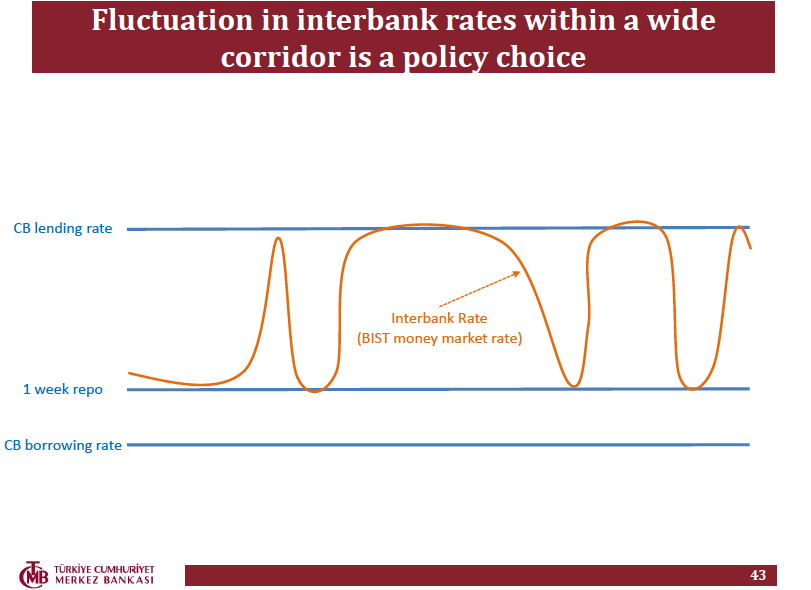 Fluctuation in interbank rates within a wide
corridor is a policy choice
CB lending rate
Interbank Rate
(BIST money market rate)
1 week repo
CB borrowing rate
TCMB
TÜRKİYE CUMHURİYET
MERKEZ BANKASI
43